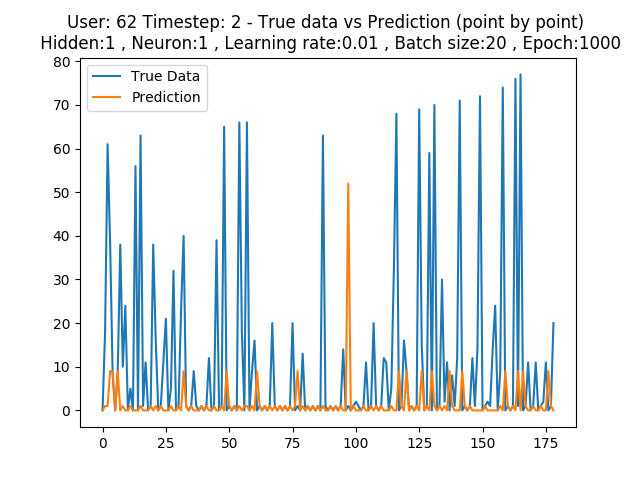 User: 62 Timestep: 2 - True data vs Prediction (point by point)
Hidden:1 , Neuron:1 , Learning rate:0.01 , Batch size:20 , Epoch:1000
True Data
Prediction
80
70
60
50
40
30
20
10
0
0 25 50 75 100 125 150 175